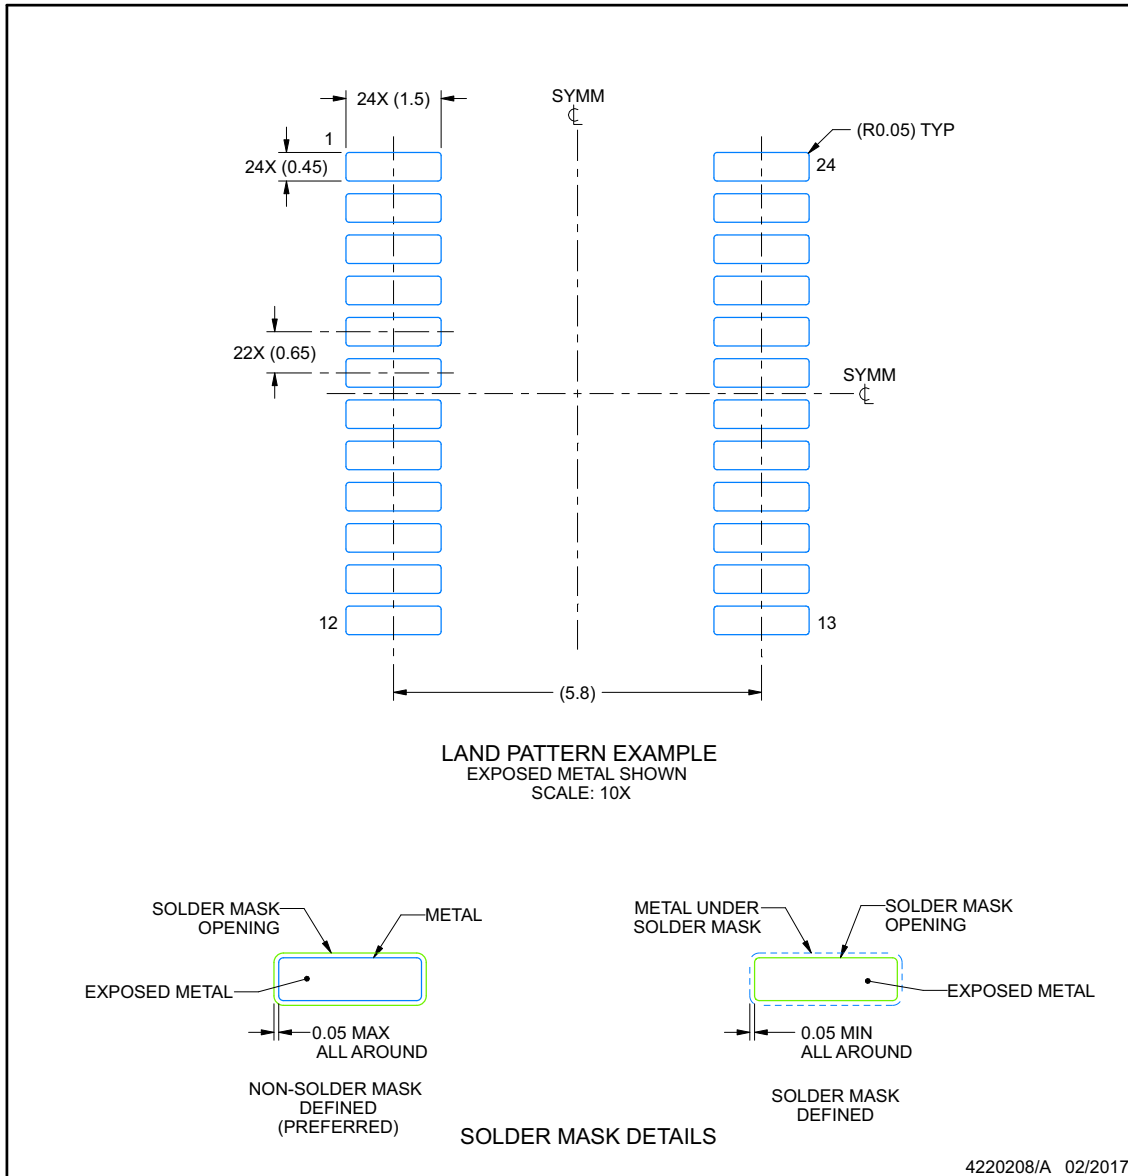 24X (1.5)
SYMM
℄
(R0.05) TYP
1
24X (0.45)
24
22X (0.65)
SYMM
℄
12
13
(5.8)
LAND PATTERN EXAMPLE
EXPOSED METAL SHOWN
SCALE: 10X
SOLDER MASK
OPENING
METAL
EXPOSED METAL
0.05 MAX
ALL AROUND
NON-SOLDER MASK
DEFINED
(PREFERRED)
METAL UNDER
SOLDER MASK
SOLDER MASK
OPENING
EXPOSED METAL
0.05 MIN
ALL AROUND
SOLDER MASK
DEFINED
SOLDER MASK DETAILS
4220208/A 02/2017